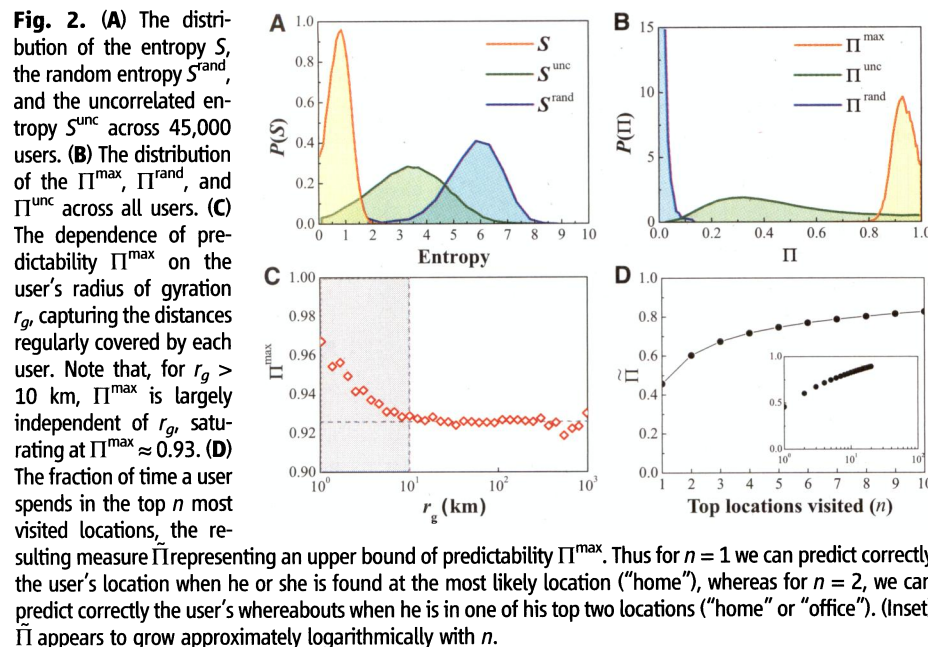 Fig. 2. (A) The distri-
bution of the entropy S,
the random entropy S^rand,
and the uncorrelated en-
tropy S^unc across 45,000
users. (B) The distribution
of the Π^max, Π^rand, and
Π^unc across all users. (C)
The dependence of pre-
dictability Π^max on the
user's radius of gyration
r_g, capturing the distances
regularly covered by each
user. Note that, for r_g >
10 km, Π^max is largely
independent of r_g, satu-
rating at Π^max ≈ 0.93. (D)
The fraction of time a user
spends in the top n most
visited locations, the re-
sulting measure Π̃ representing an upper bound of predictability Π^max. Thus for n = 1 we can predict correctly
the user's location when he or she is found at the most likely location ("home"), whereas for n = 2, we can
predict correctly the user's whereabouts when he is in one of his top two locations ("home" or "office"). (Inset)
Π̃ appears to grow approximately logarithmically with n.
A
1.0
0.8
0.6
0.4
0.2
0.0
P(S)
S
S^unc
S^rand
0 1 2 3 4 5 6 7 8 9 10
Entropy
B
15
10
5
0
P(Π)
Π^max
Π^unc
Π^rand
0.0 0.2 0.4 0.6 0.8 1.0
Π
C
1.00
0.98
0.96
0.94
0.92
0.90
Π^max
10^0 10^1 10^2 10^3
r_g (km)
D
1.0
0.8
0.6
0.4
0.2
0.0
Π̃
1.0
0.5
0.0
10^0 10^1 10^2
1 2 3 4 5 6 7 8 9 10
Top locations visited (n)